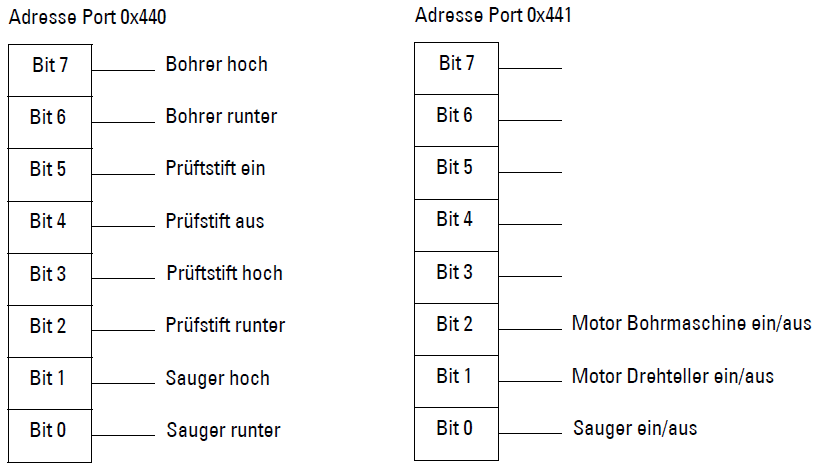 Adresse Port 0x440
Bit 7 Bohrer hoch
Bit 6 Bohrer runter
Bit 5 Prüftstift ein
Bit 4 Prüfstift aus
Bit 3 Prüftstift hoch
Bit 2 Prüfstift runter
Bit 1 Sauger hoch
Bit 0 Sauger runter
Adresse Port 0x441
Bit 7
Bit 6
Bit 5
Bit 4
Bit 3
Bit 2 Motor Bohrmaschine ein/aus
Bit 1 Motor Drehteller ein/aus
Bit 0 Sauger ein/aus